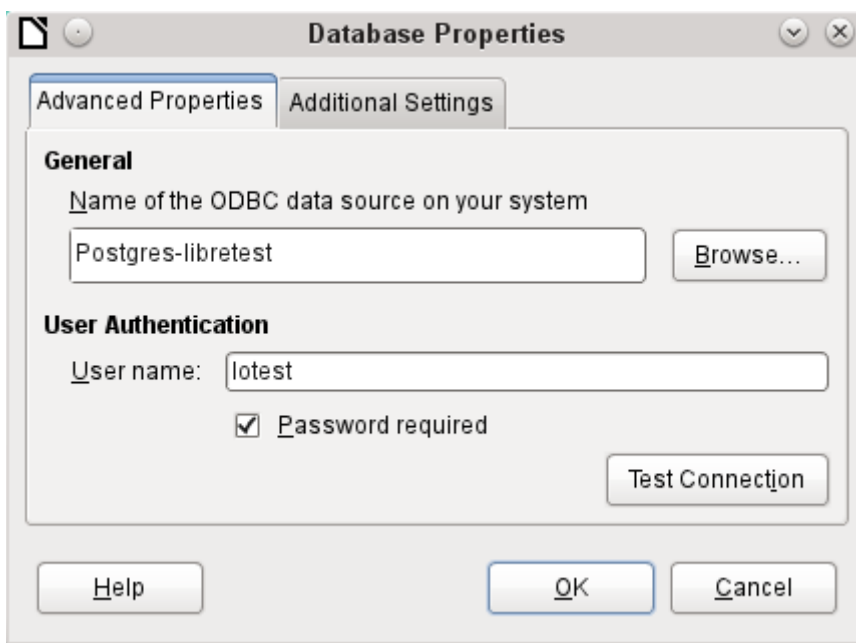 Database Properties
Advanced Properties Additional Settings
General
Name of the ODBC data source on your system
Postgres-libretest Browse...
User Authentication
User name: lotest
Password required
Test Connection
Help OK Cancel